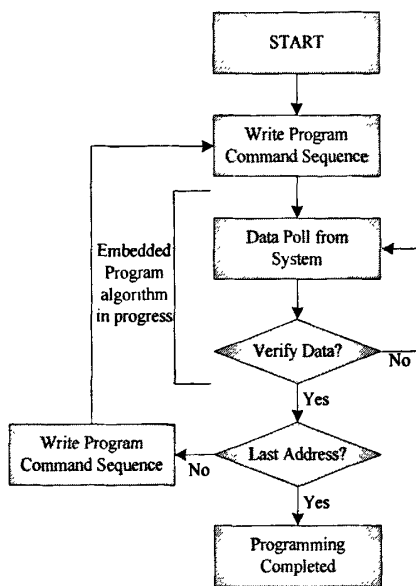 START
Write Program
Command Sequence
Embedded
Program
algorithm
in progress
Data Poll from
System
Verify Data?
No
Yes
Write Program
Command Sequence
No
Last Address?
Yes
Programming
Completed